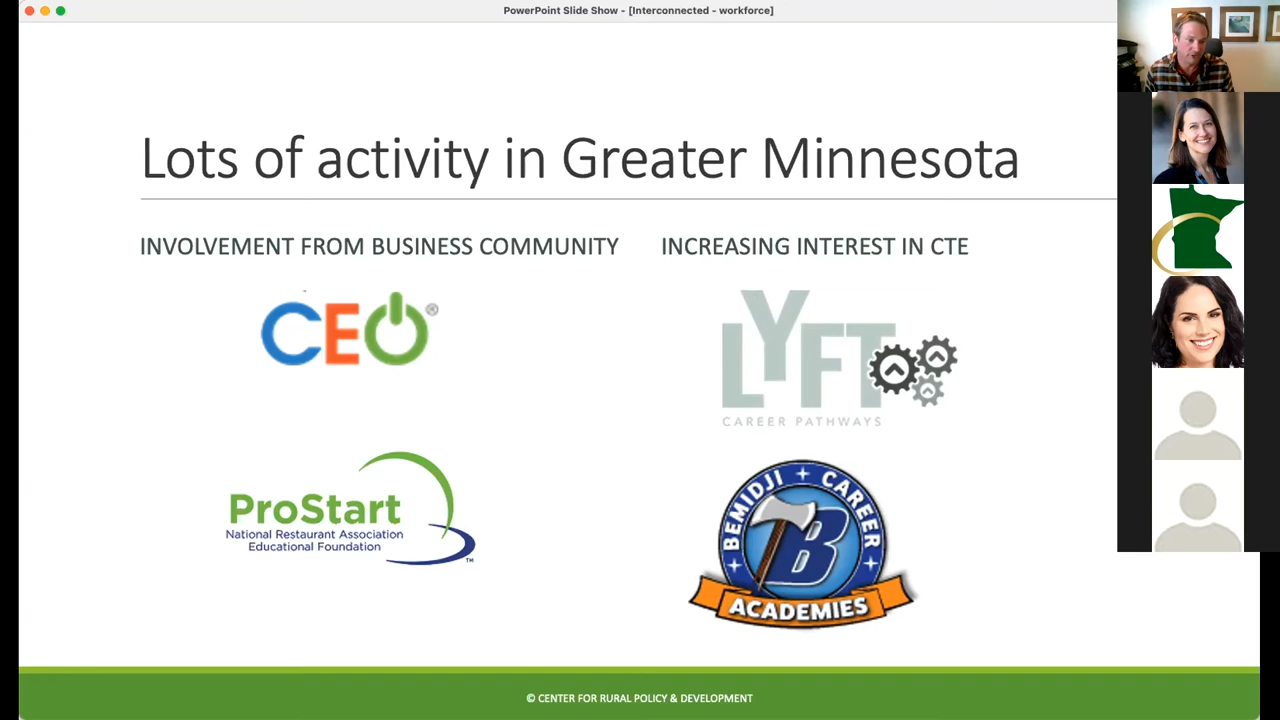 PowerPoint Slide Show - [Interconnected - workforce]
Lots of activity in Greater Minnesota
INVOLVEMENT FROM BUSINESS COMMUNITY
INCREASING INTEREST IN CTE
CEO®
LYFT
CAREER PATHWAYS
ProStart
National Restaurant Association
Educational Foundation
™
BEMIDJI + CAREER
B
ACADEMIES
© CENTER FOR RURAL POLICY & DEVELOPMENT